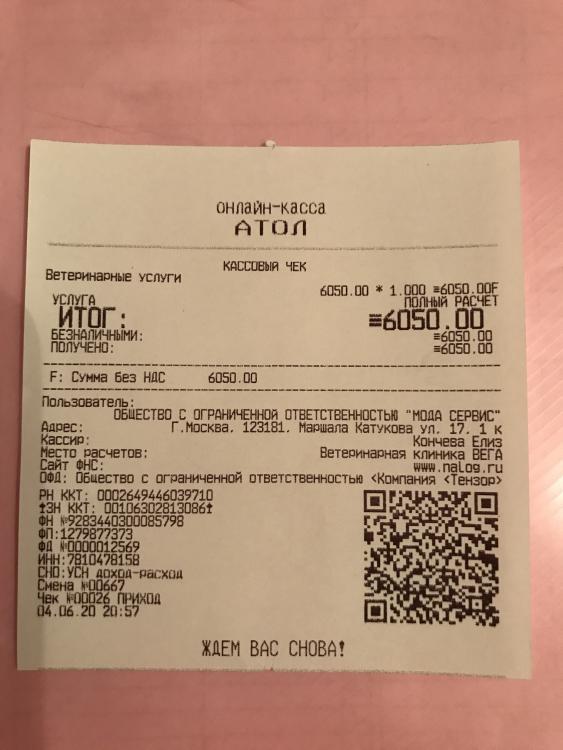 ОНЛАЙН-КАССА
АТОЛ
КАССОВЫЙ ЧЕК
Ветеринарные услуги
6050.00 * 1.000 ≡6050.00F
УСЛУГА ПОЛНЫЙ РАСЧЕТ
ИТОГ: ≡6050.00
БЕЗНАЛИЧНЫМИ: ≡6050.00
ПОЛУЧЕНО: ≡6050.00
F: Сумма без НДС 6050.00
Пользователь:
ОБЩЕСТВО С ОГРАНИЧЕННОЙ ОТВЕТСТВЕННОСТЬЮ "МОДА СЕРВИС"
Адрес: Г.Москва, 123181, Маршала Катукова ул, 17, 1 к
Кассир: Кончева Елиз
Место расчетов: Ветеринарная клиника ВЕГА
Сайт ФНС: www.nalog.ru
ОФД: Общество с ограниченной ответственностью <Компания <Тензор>
РН ККТ: 0002649446039710
↨ЗН ККТ: 00106302813086↨
ФН №9283440300085798
ФП:1279877373
ФД №0000012569
ИНН:7810478158
СНО:УСН доход-расход
Смена №00667
Чек №00026 ПРИХОД
04.06.20 20:57
ЖДЕМ ВАС СНОВА!